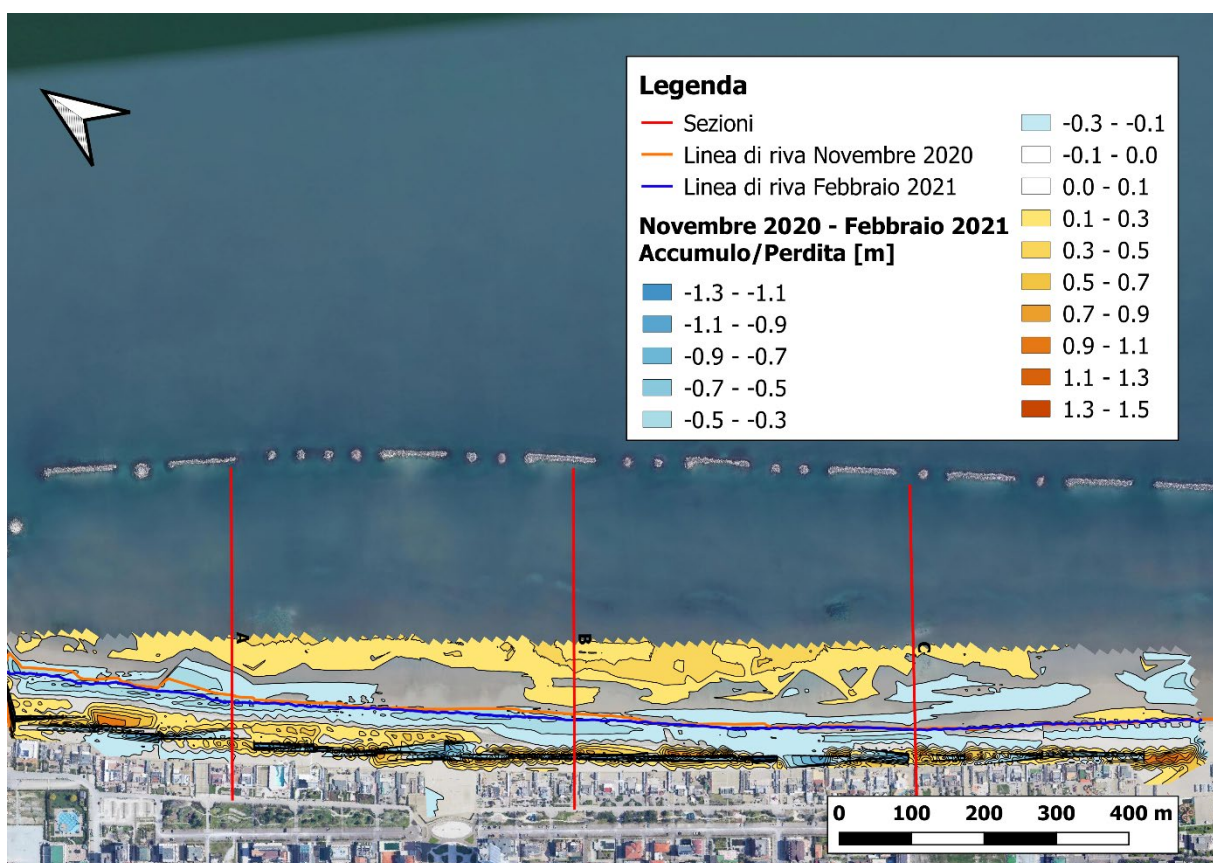 Legenda
Sezioni
Linea di riva Novembre 2020
Linea di riva Febbraio 2021
Novembre 2020 - Febbraio 2021
Accumulo/Perdita [m]
-1.3 - -1.1
-1.1 - -0.9
-0.9 - -0.7
-0.7 - -0.5
-0.5 - -0.3
-0.3 - -0.1
-0.1 - 0.0
0.0 - 0.1
0.1 - 0.3
0.3 - 0.5
0.5 - 0.7
0.7 - 0.9
0.9 - 1.1
1.1 - 1.3
1.3 - 1.5
A
B
C
0 100 200 300 400 m